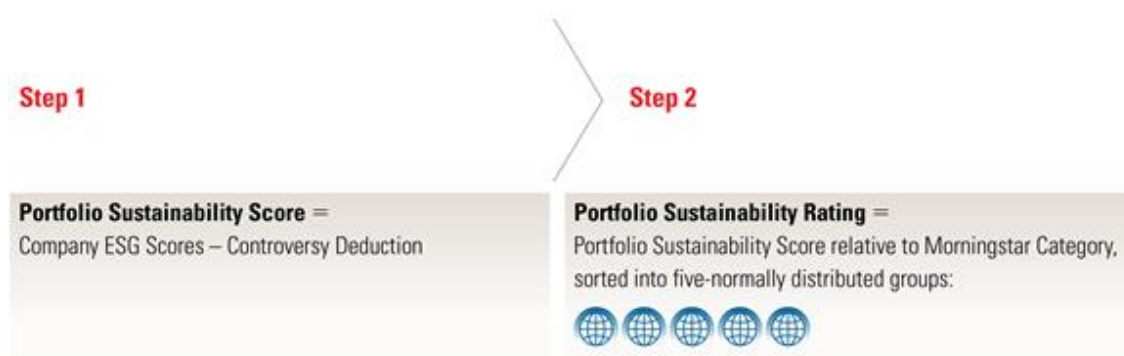 Step 1
Step 2
Portfolio Sustainability Score =
Company ESG Scores – Controversy Deduction
Portfolio Sustainability Rating =
Portfolio Sustainability Score relative to Morningstar Category,
sorted into five-normally distributed groups: